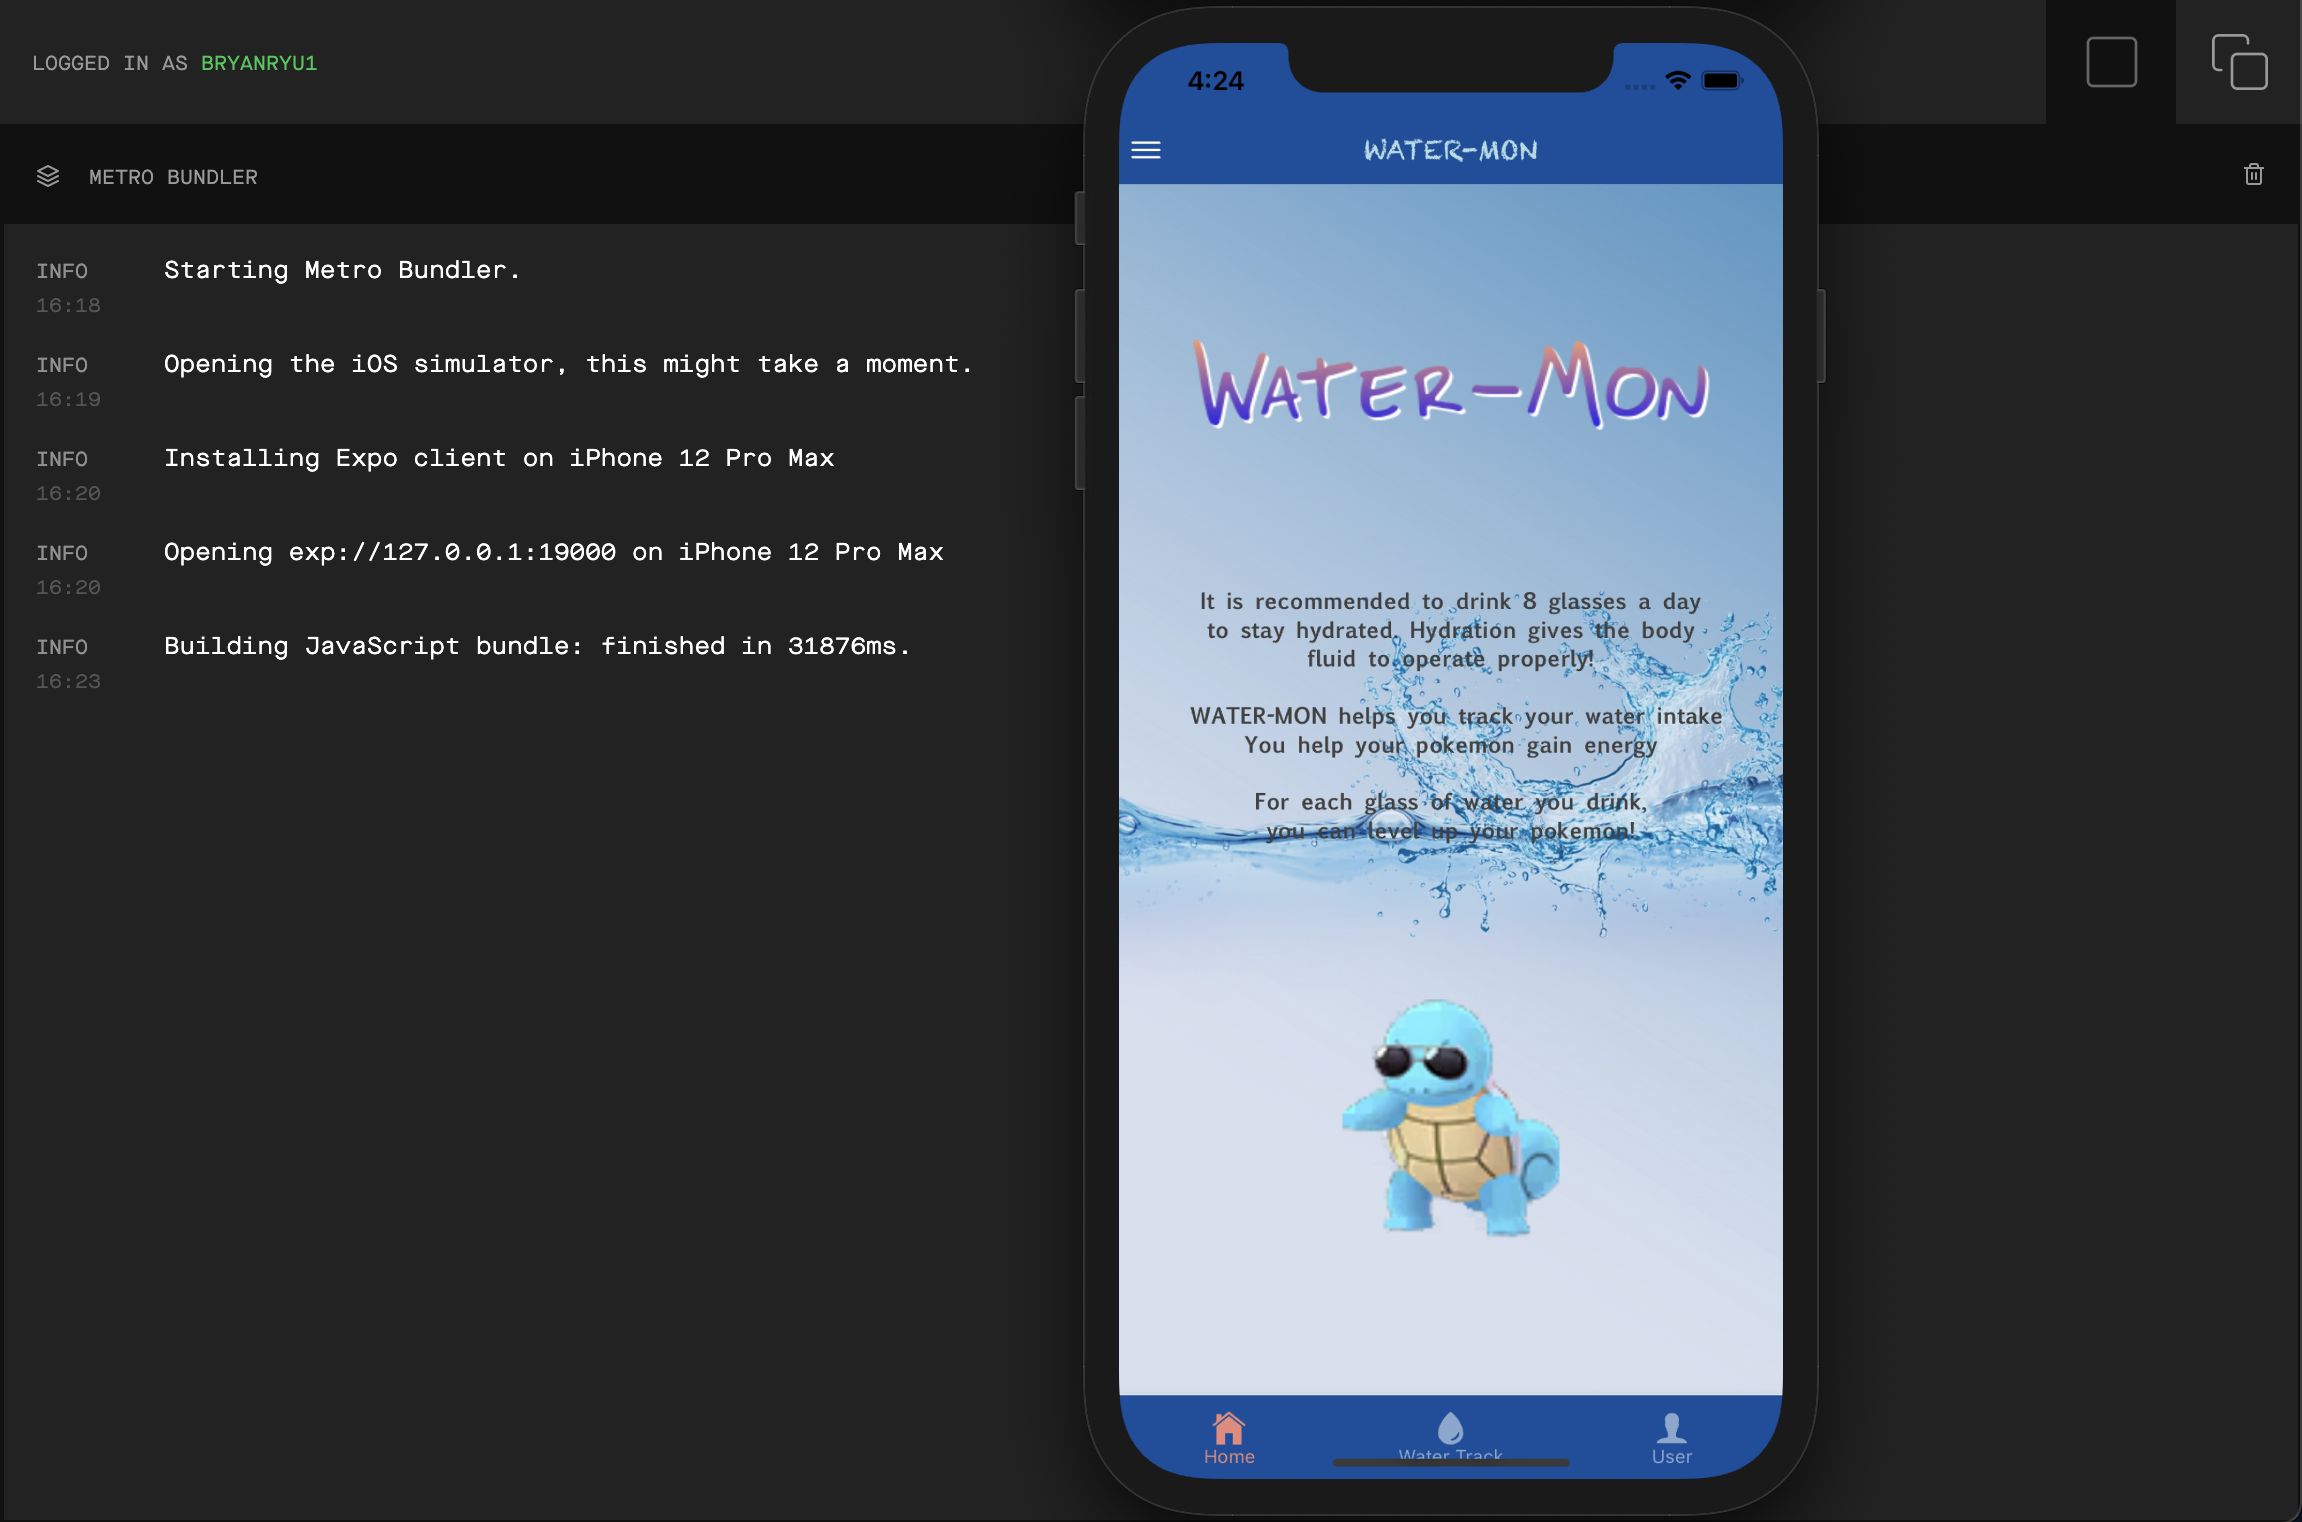 LOGGED IN AS BRYANRYU1
METRO BUNDLER
INFO Starting Metro Bundler.
16:18
INFO Opening the iOS simulator, this might take a moment.
16:19
INFO Installing Expo client on iPhone 12 Pro Max
16:20
INFO Opening exp://127.0.0.1:19000 on iPhone 12 Pro Max
16:20
INFO Building JavaScript bundle: finished in 31876ms.
16:23
4:24
WATER-MON
WATER-MON
It is recommended to drink 8 glasses a day
to stay hydrated. Hydration gives the body
fluid to operate properly!
WATER-MON helps you track your water intake
You help your pokemon gain energy
For each glass of water you drink,
you can level up your pokemon!
Home
Water Track
User